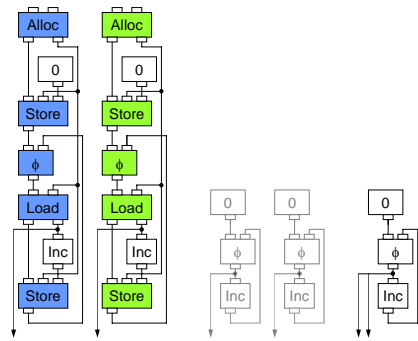 Alloc Alloc
0 0
Store Store
ϕ ϕ
Load Load 0 0 0
Inc Inc ϕ ϕ ϕ
Store Store Inc Inc Inc